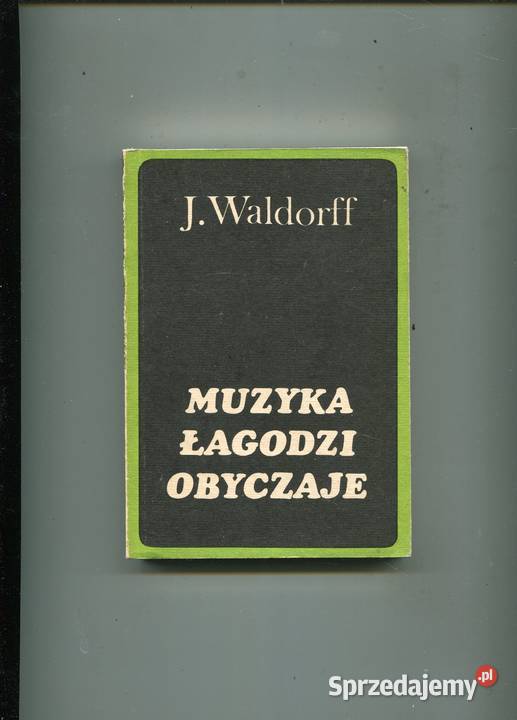 J. Waldorff
MUZYKA
ŁAGODZI
OBYCZAJE
Sprzedajemy.pl